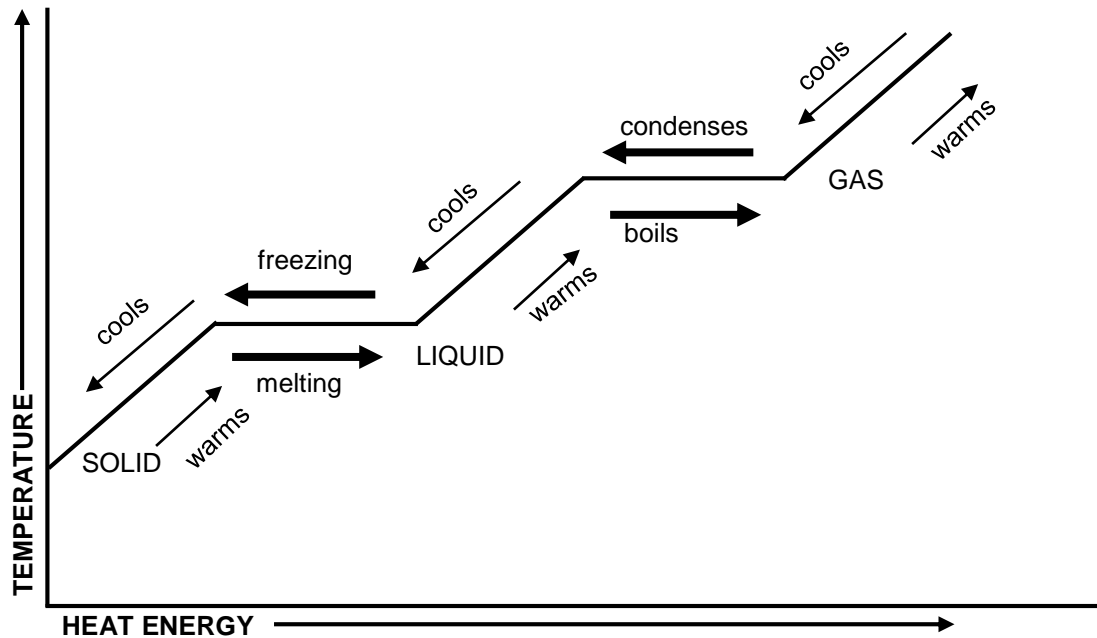 cools
warms
condenses
GAS
boils
cools
warms
freezing
LIQUID
melting
cools
warms
SOLID
TEMPERATURE
HEAT ENERGY